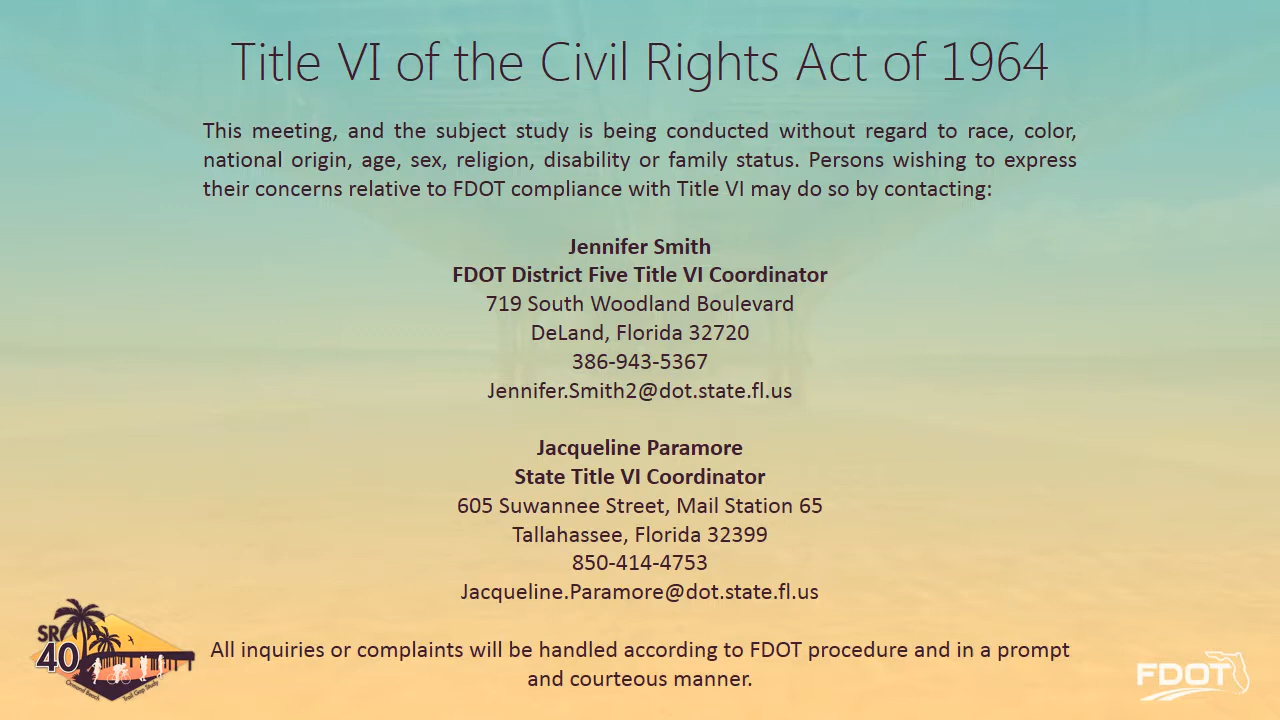 Title VI of the Civil Rights Act of 1964
This meeting, and the subject study is being conducted without regard to race, color,
national origin, age, sex, religion, disability or family status. Persons wishing to express
their concerns relative to FDOT compliance with Title VI may do so by contacting:
Jennifer Smith
FDOT District Five Title VI Coordinator
719 South Woodland Boulevard
DeLand, Florida 32720
386-943-5367
Jennifer.Smith2@dot.state.fl.us
Jacqueline Paramore
State Title VI Coordinator
605 Suwannee Street, Mail Station 65
Tallahassee, Florida 32399
850-414-4753
Jacqueline.Paramore@dot.state.fl.us
All inquiries or complaints will be handled according to FDOT procedure and in a prompt
and courteous manner.
SR
40
Ormond Beach
Trail Gap Study
FDOT